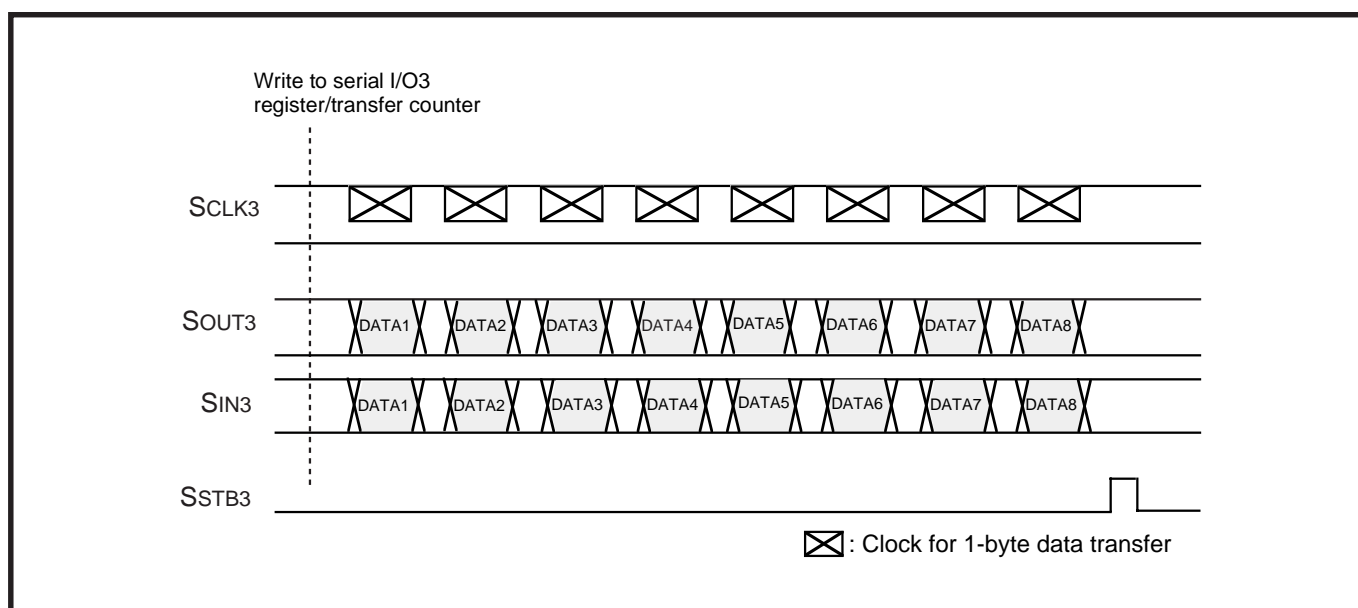 Write to serial I/O3
register/transfer counter
SCLK3
SOUT3
DATA1 DATA2 DATA3 DATA4 DATA5 DATA6 DATA7 DATA8
SIN3
DATA1 DATA2 DATA3 DATA4 DATA5 DATA6 DATA7 DATA8
SSTB3
: Clock for 1-byte data transfer